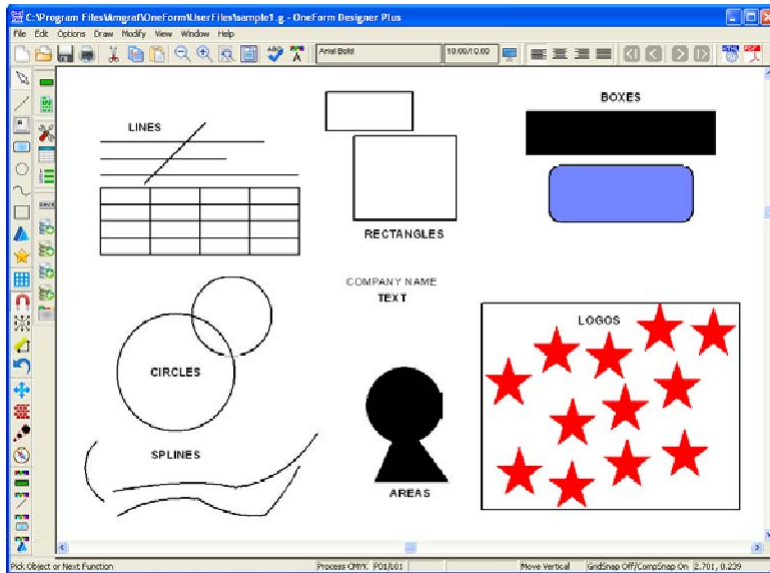 C:\Program Files\Amgraf\OneForm\UserFiles\sample1.g - OneForm Designer Plus
File Edit Options Draw Modify View Window Help
Arial Bold 10.00/10.00
BOXES
LINES
RECTANGLES
COMPANY NAME
TEXT
LOGOS
CIRCLES
SPLINES
AREAS
Pick Object or Next Function Process CMYK P01/L01 Move Vertical GridSnap Off/CompSnap On 2.701, 0.239